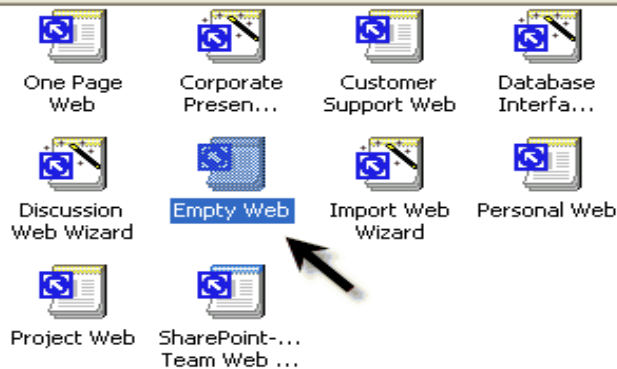 One Page
Web
Corporate
Presen...
Customer
Support Web
Database
Interfa...
Discussion
Web Wizard
Empty Web
Import Web
Wizard
Personal Web
Project Web
SharePoint-...
Team Web ...